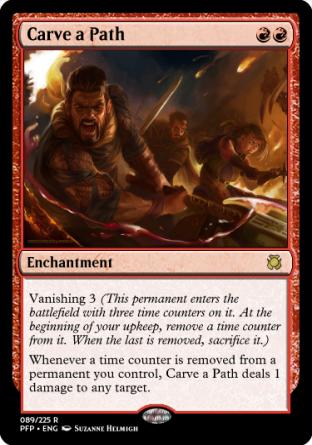 Carve a Path
Enchantment
Vanishing 3 (This permanent enters the
battlefield with three time counters on it. At the
beginning of your upkeep, remove a time counter
from it. When the last is removed, sacrifice it.)
Whenever a time counter is removed from a
permanent you control, Carve a Path deals 1
damage to any target.
089/225 R
PFP • ENG SUZANNE HELMIGH